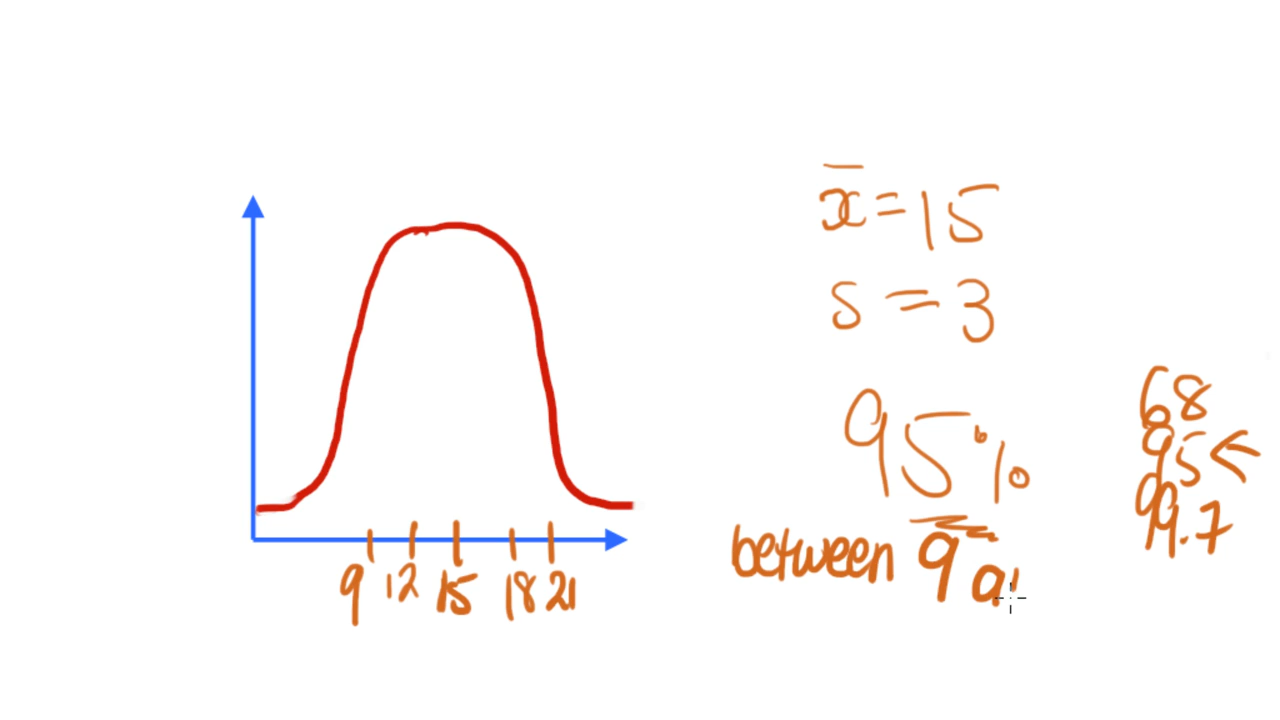 x̄ = 15
s = 3
95%
between 9
68
95 <
99.7
9 12 15 18 21